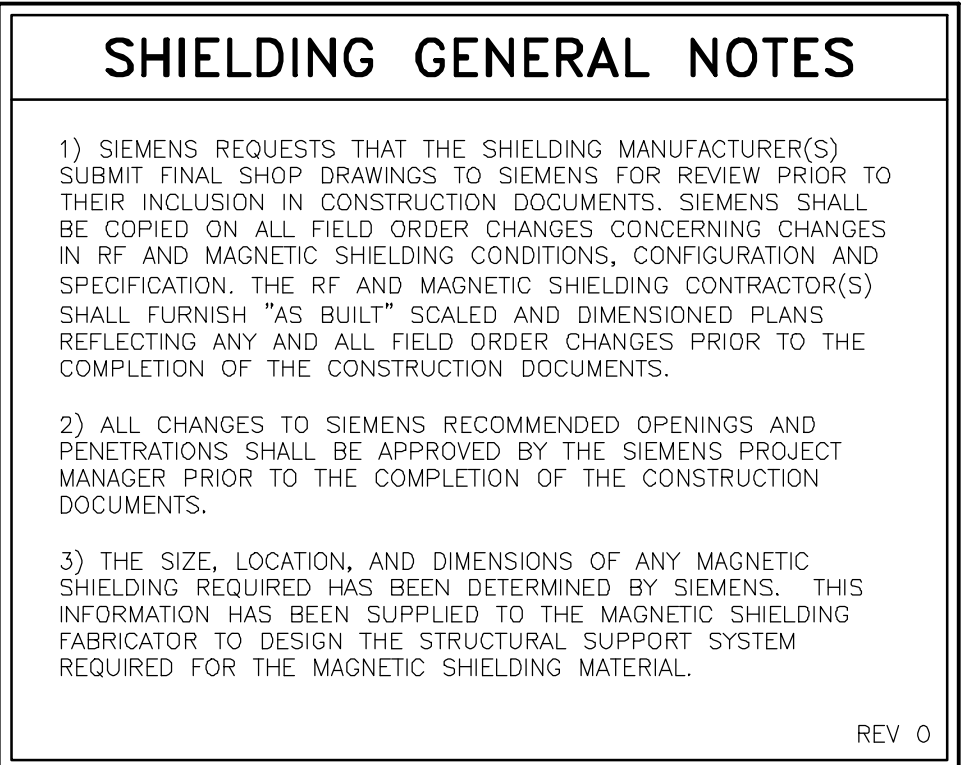 SHIELDING GENERAL NOTES
1) SIEMENS REQUESTS THAT THE SHIELDING MANUFACTURER(S)
SUBMIT FINAL SHOP DRAWINGS TO SIEMENS FOR REVIEW PRIOR TO
THEIR INCLUSION IN CONSTRUCTION DOCUMENTS. SIEMENS SHALL
BE COPIED ON ALL FIELD ORDER CHANGES CONCERNING CHANGES
IN RF AND MAGNETIC SHIELDING CONDITIONS, CONFIGURATION AND
SPECIFICATION. THE RF AND MAGNETIC SHIELDING CONTRACTOR(S)
SHALL FURNISH "AS BUILT" SCALED AND DIMENSIONED PLANS
REFLECTING ANY AND ALL FIELD ORDER CHANGES PRIOR TO THE
COMPLETION OF THE CONSTRUCTION DOCUMENTS.
2) ALL CHANGES TO SIEMENS RECOMMENDED OPENINGS AND
PENETRATIONS SHALL BE APPROVED BY THE SIEMENS PROJECT
MANAGER PRIOR TO THE COMPLETION OF THE CONSTRUCTION
DOCUMENTS.
3) THE SIZE, LOCATION, AND DIMENSIONS OF ANY MAGNETIC
SHIELDING REQUIRED HAS BEEN DETERMINED BY SIEMENS. THIS
INFORMATION HAS BEEN SUPPLIED TO THE MAGNETIC SHIELDING
FABRICATOR TO DESIGN THE STRUCTURAL SUPPORT SYSTEM
REQUIRED FOR THE MAGNETIC SHIELDING MATERIAL.
REV 0